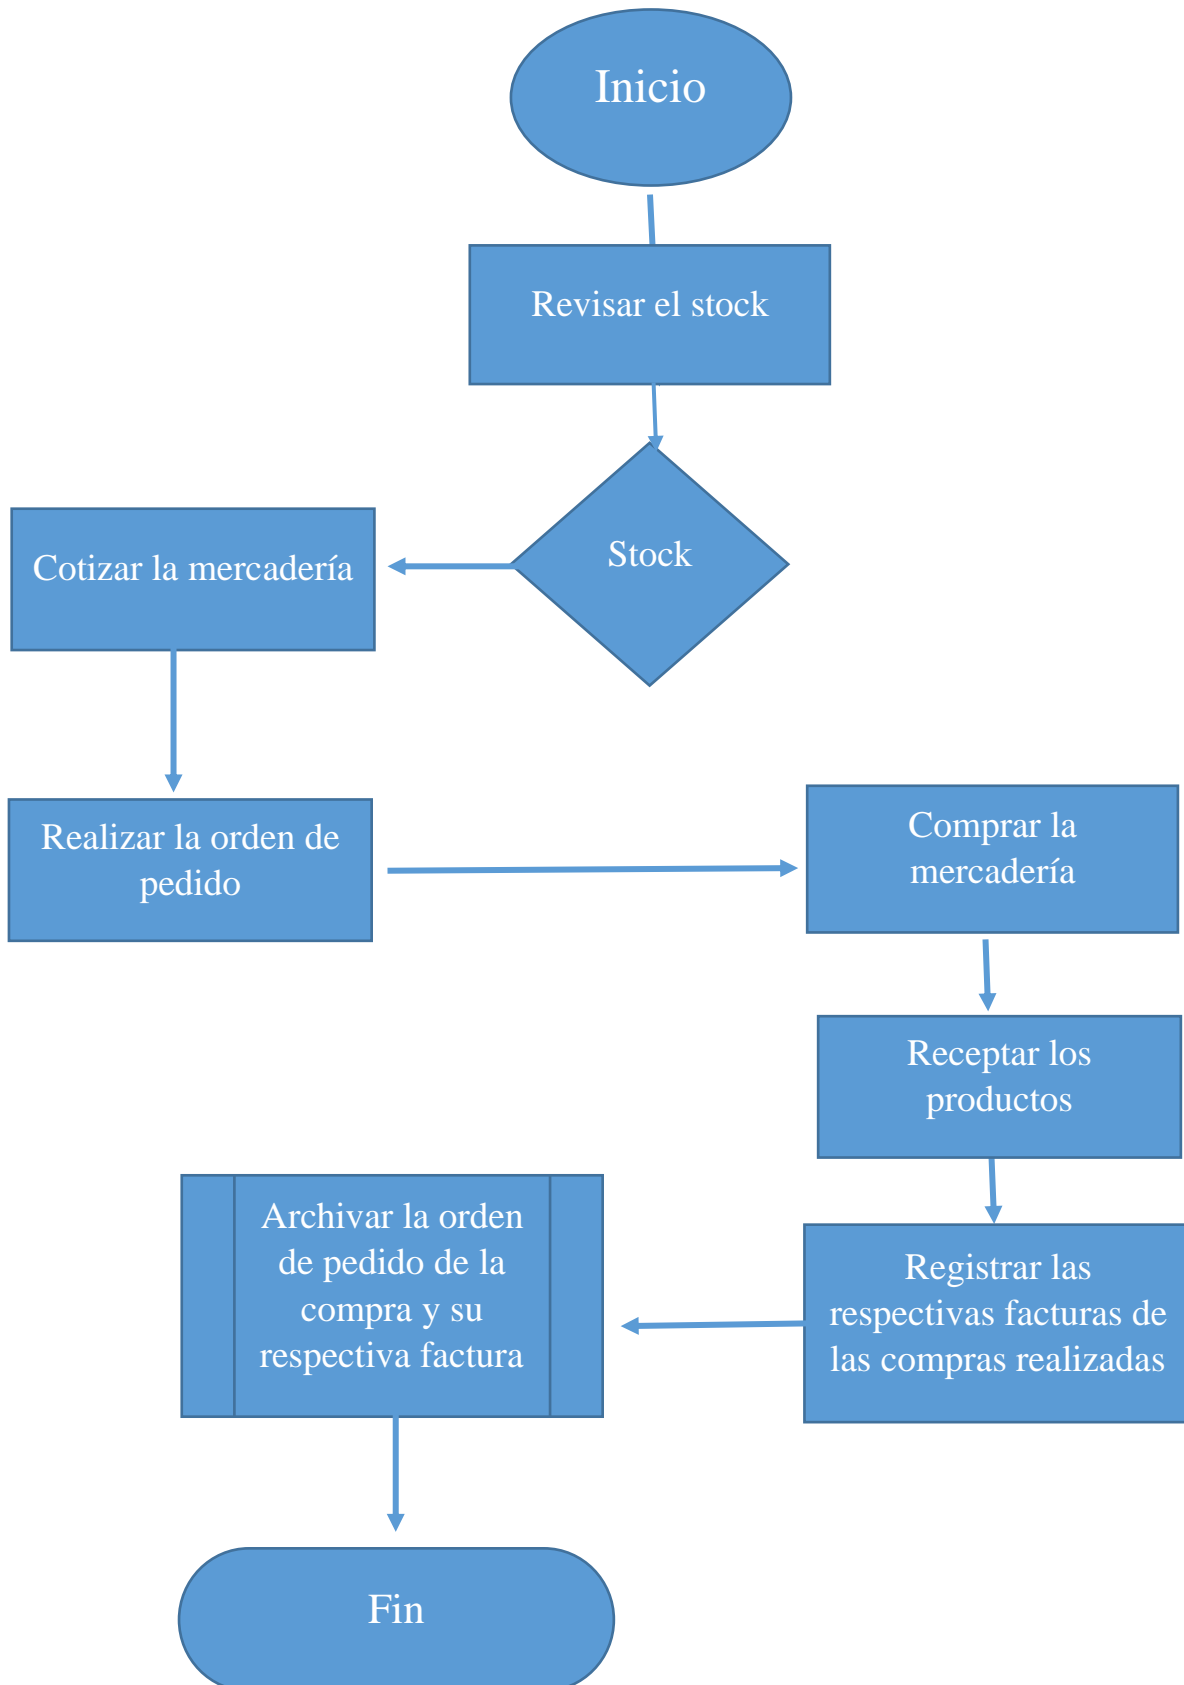 Inicio
Revisar el stock
Stock
Cotizar la mercadería
Realizar la orden de
pedido
Comprar la
mercadería
Receptar los
productos
Registrar las
respectivas facturas de
las compras realizadas
Archivar la orden
de pedido de la
compra y su
respectiva factura
Fin